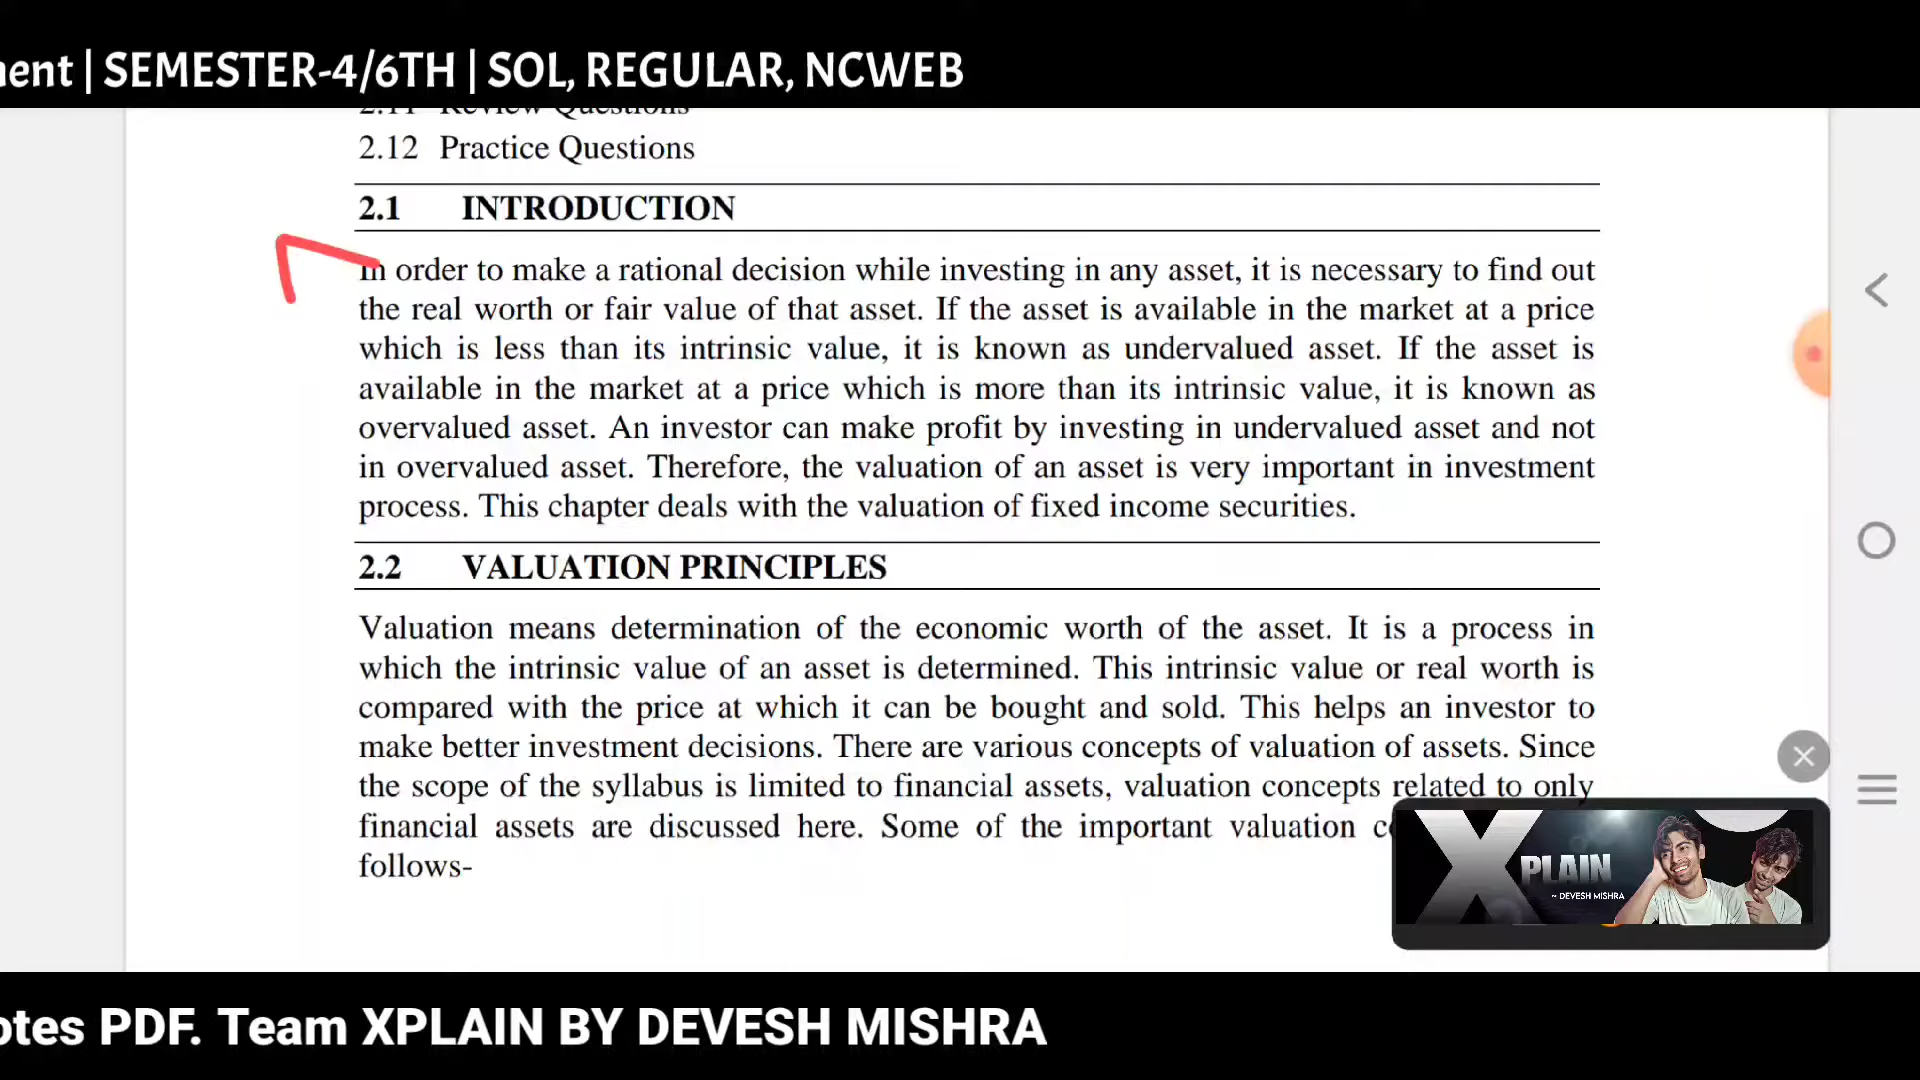 ent | SEMESTER-4/6TH | SOL, REGULAR, NCWEB
2.11 Review Questions
2.12 Practice Questions
2.1 INTRODUCTION
In order to make a rational decision while investing in any asset, it is necessary to find out
the real worth or fair value of that asset. If the asset is available in the market at a price
which is less than its intrinsic value, it is known as undervalued asset. If the asset is
available in the market at a price which is more than its intrinsic value, it is known as
overvalued asset. An investor can make profit by investing in undervalued asset and not
in overvalued asset. Therefore, the valuation of an asset is very important in investment
process. This chapter deals with the valuation of fixed income securities.
2.2 VALUATION PRINCIPLES
Valuation means determination of the economic worth of the asset. It is a process in
which the intrinsic value of an asset is determined. This intrinsic value or real worth is
compared with the price at which it can be bought and sold. This helps an investor to
make better investment decisions. There are various concepts of valuation of assets. Since
the scope of the syllabus is limited to financial assets, valuation concepts related to only
financial assets are discussed here. Some of the important valuation
follows-
XPLAIN
~ DEVESH MISHRA
otes PDF. Team XPLAIN BY DEVESH MISHRA